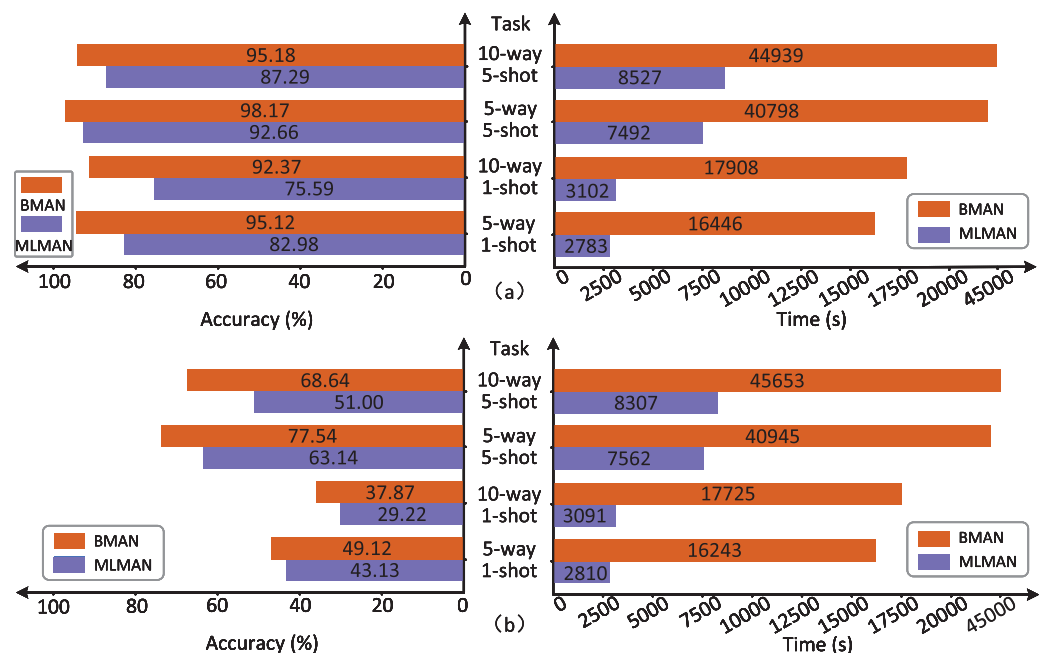 Task
95.18 10-way 44939
87.29 5-shot 8527
98.17 5-way 40798
92.66 5-shot 7492
92.37 10-way 17908
75.59 1-shot 3102
95.12 5-way 16446
82.98 1-shot 2783
BMAN
MLMAN
BMAN
MLMAN
100 80 60 40 20 0
0 2500 5000 7500 10000 12500 15000 17500 20000 45000
(a)
Accuracy (%)
Time (s)
Task
68.64 10-way 45653
51.00 5-shot 8307
77.54 5-way 40945
63.14 5-shot 7562
37.87 10-way 17725
29.22 1-shot 3091
49.12 5-way 16243
43.13 1-shot 2810
BMAN
MLMAN
BMAN
MLMAN
100 80 60 40 20 0
0 2500 5000 7500 10000 12500 15000 17500 20000 45000
(b)
Accuracy (%)
Time (s)